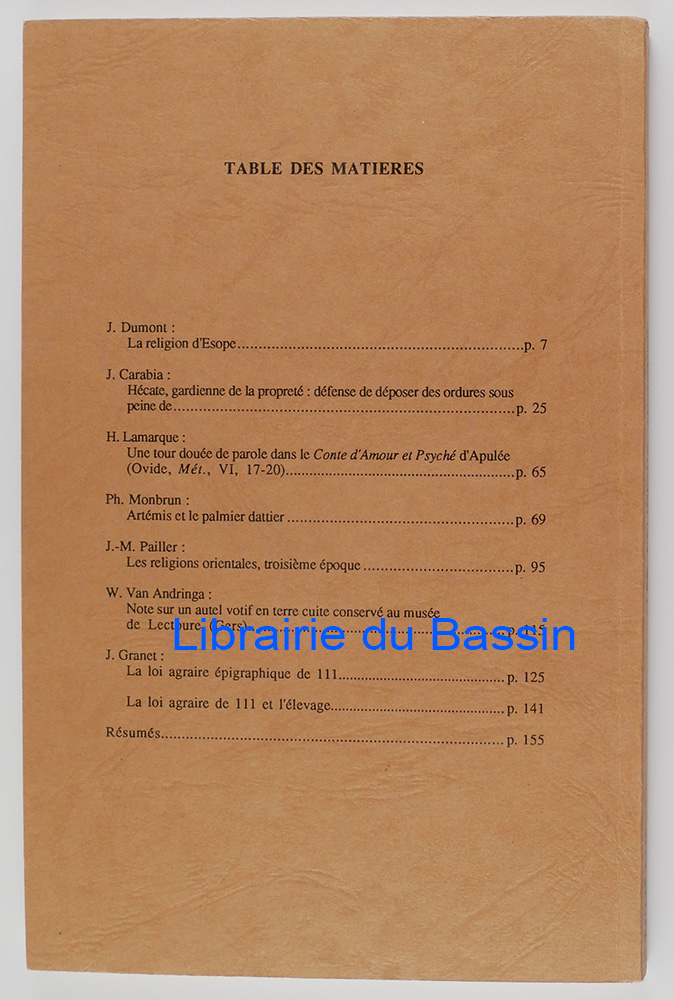 TABLE DES MATIERES
J. Dumont :
La religion d'Esope....................................................................p. 7
J. Carabia :
Hécate, gardienne de la propreté : défense de déposer des ordures sous
peine de.................................................................................p. 25
H. Lamarque :
Une tour douée de parole dans le Conte d'Amour et Psyché d'Apulée
(Ovide, Mét., VI, 17-20).......................................................p. 65
Ph. Monbrun :
Artémis et le palmier dattier ......................................................p. 69
J.-M. Pailler :
Les religions orientales, troisième époque ....................................p. 95
W. Van Andringa :
Note sur un autel votif en terre cuite conservé au musée
de Lectoure (Gers)..............................................................p. 115
Librairie du Bassin
J. Granet :
La loi agraire épigraphique de 111........................................p. 125
La loi agraire de 111 et l'élevage..........................................p. 141
Résumés..................................................................................p. 155